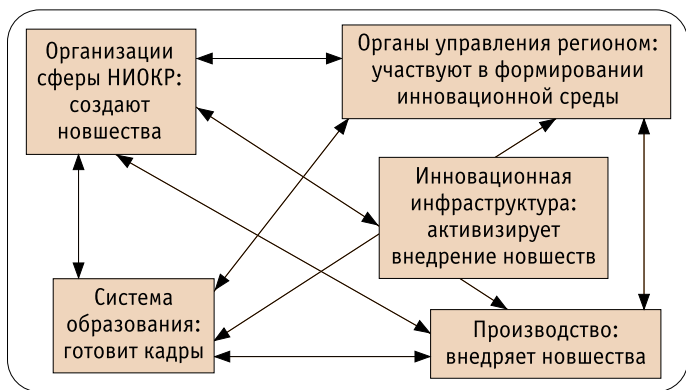 Организации
сферы НИОКР:
создают
новшества
Органы управления регионом:
участвуют в формировании
инновационной среды
Инновационная
инфраструктура:
активизирует
внедрение новшеств
Система
образования:
готовит кадры
Производство:
внедряет новшества